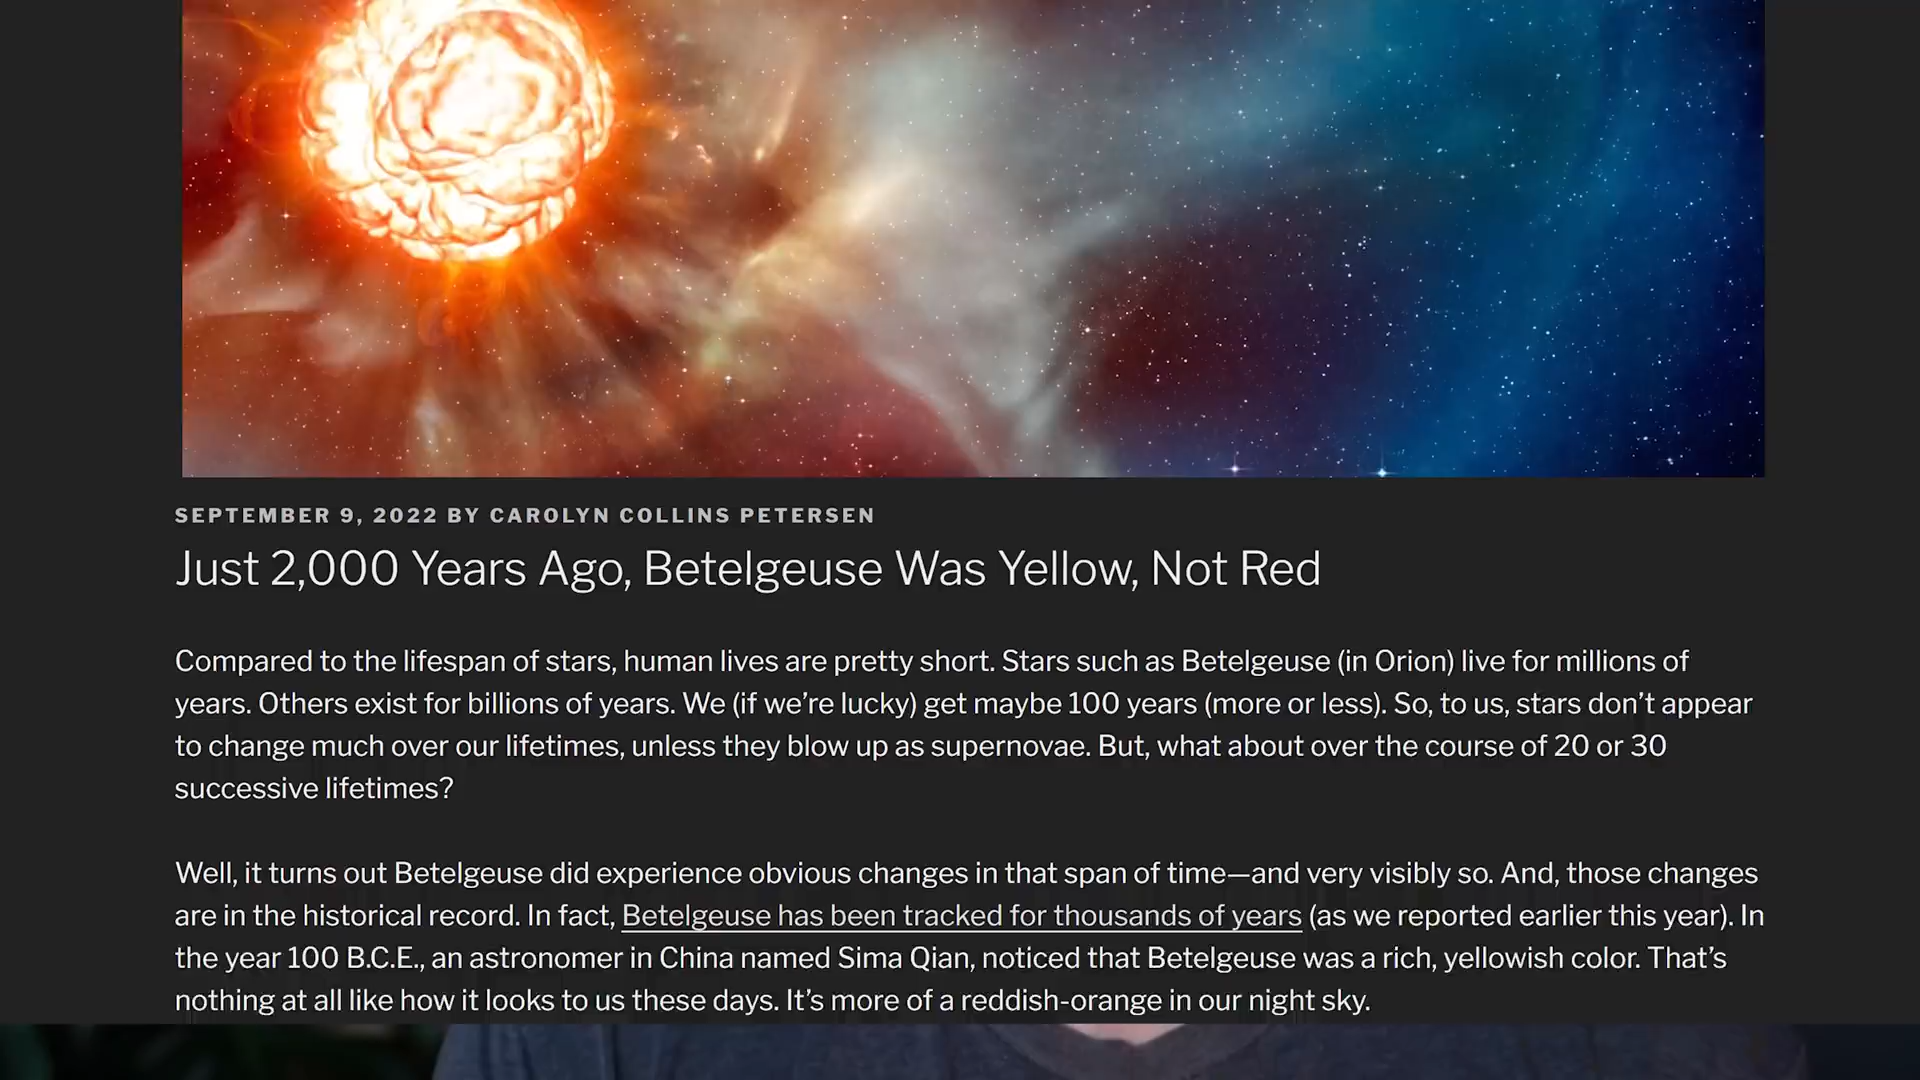 SEPTEMBER 9, 2022 BY CAROLYN COLLINS PETERSEN
Just 2,000 Years Ago, Betelgeuse Was Yellow, Not Red
Compared to the lifespan of stars, human lives are pretty short. Stars such as Betelgeuse (in Orion) live for millions of
years. Others exist for billions of years. We (if we’re lucky) get maybe 100 years (more or less). So, to us, stars don’t appear
to change much over our lifetimes, unless they blow up as supernovae. But, what about over the course of 20 or 30
successive lifetimes?
Well, it turns out Betelgeuse did experience obvious changes in that span of time—and very visibly so. And, those changes
are in the historical record. In fact, Betelgeuse has been tracked for thousands of years (as we reported earlier this year). In
the year 100 B.C.E., an astronomer in China named Sima Qian, noticed that Betelgeuse was a rich, yellowish color. That’s
nothing at all like how it looks to us these days. It’s more of a reddish-orange in our night sky.